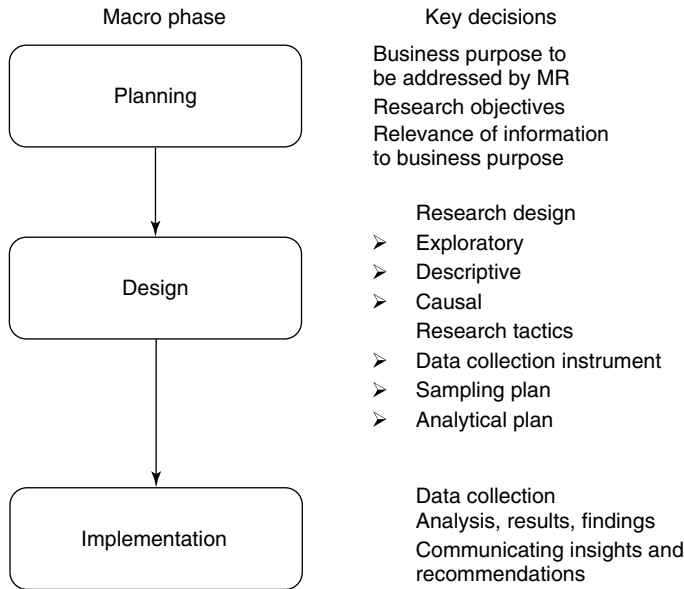 Macro phase
Key decisions
Planning
Business purpose to
be addressed by MR
Research objectives
Relevance of information
to business purpose
Design
Research design
➢ Exploratory
➢ Descriptive
➢ Causal
Research tactics
➢ Data collection instrument
➢ Sampling plan
➢ Analytical plan
Implementation
Data collection
Analysis, results, findings
Communicating insights and
recommendations